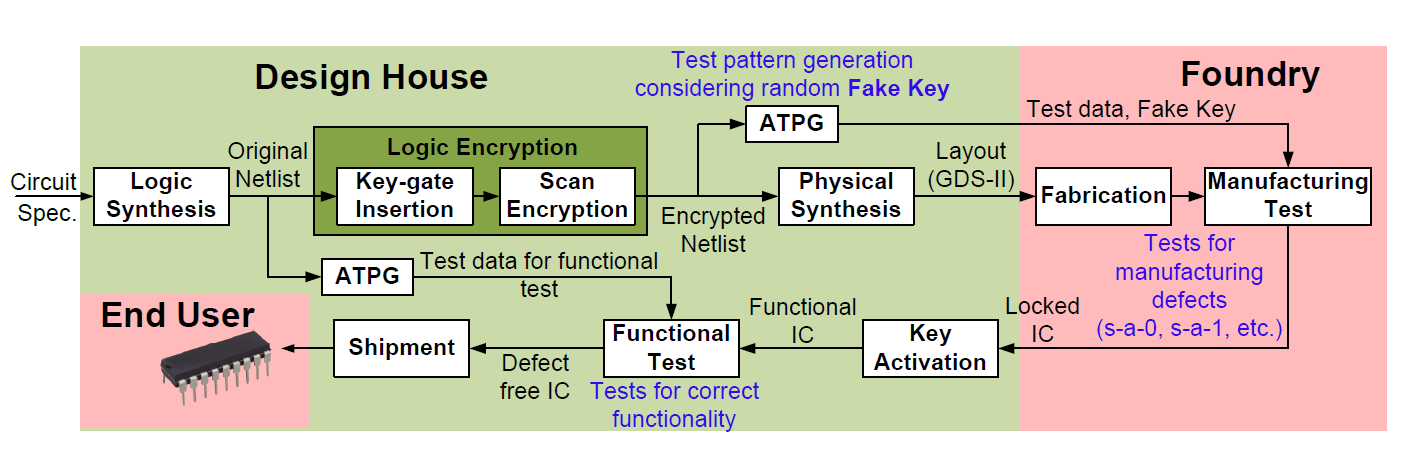 Design House
Foundry
Test pattern generation
considering random Fake Key
ATPG
Test data, Fake Key
Logic Encryption
Original
Netlist
Circuit
Spec.
Logic
Synthesis
Key-gate
Insertion
Scan
Encryption
Encrypted
Netlist
Physical
Synthesis
Layout
(GDS-II)
Fabrication
Manufacturing
Test
Tests for
manufacturing
defects
(s-a-0, s-a-1, etc.)
ATPG
Test data for functional
test
End User
Shipment
Defect
free IC
Functional
Test
Tests for correct
functionality
Functional
IC
Key
Activation
Locked
IC